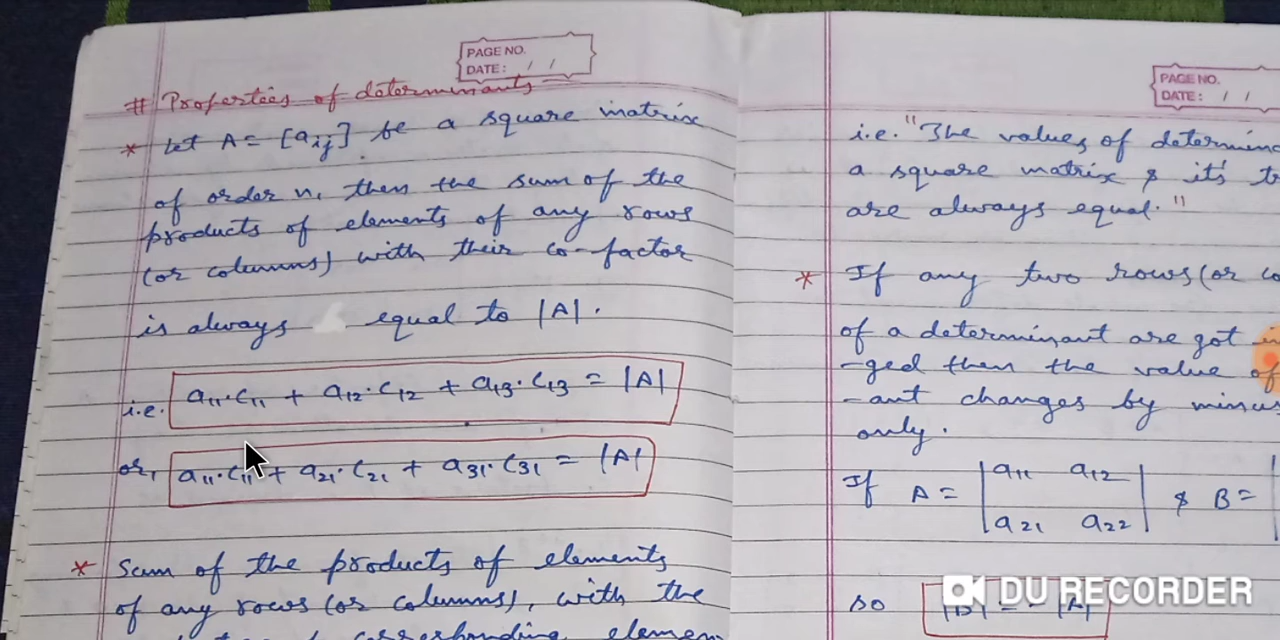 PAGE NO.
DATE: / /
# Properties of determinants
* Let A = [aij] be a square matrix
of order n, then the sum of the
products of elements of any rows
(or columns) with their co-factor
is always equal to |A|.
i.e. a₁₁.c₁₁ + a₁₂.c₁₂ + a₁₃.c₁₃ = |A|
or, a₁₁.c₁₁ + a₂₁.c₂₁ + a₃₁.c₃₁ = |A|
* Sum of the products of elements
of any rows (or columns), with the
corresponding elemen
PAGE NO.
DATE: / /
i.e. "The values of determinc
a square matrix & it's t
are always equal."
* If any two rows (or co
of a determinant are got
-ged then the value of
-ant changes by minus
only.
If A = | a₁₁ a₁₂ | & B = |
| a₂₁ a₂₂ |
so |B| = - |A|
DU RECORDER